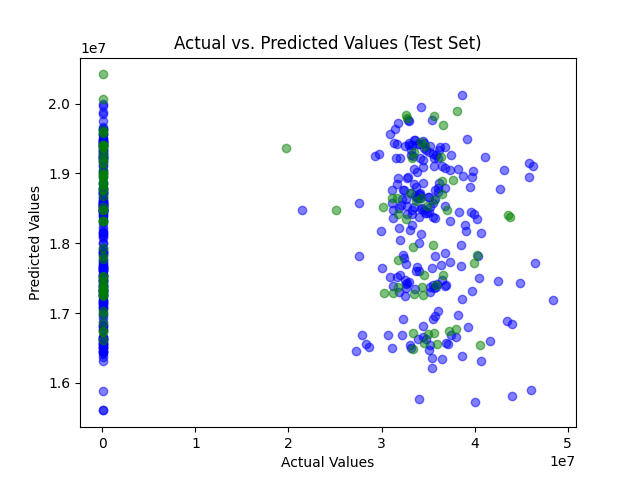 Actual vs. Predicted Values (Test Set)
1e7
2.0
1.9
1.8
1.7
1.6
Predicted Values
0 1 2 3 4 5
1e7
Actual Values